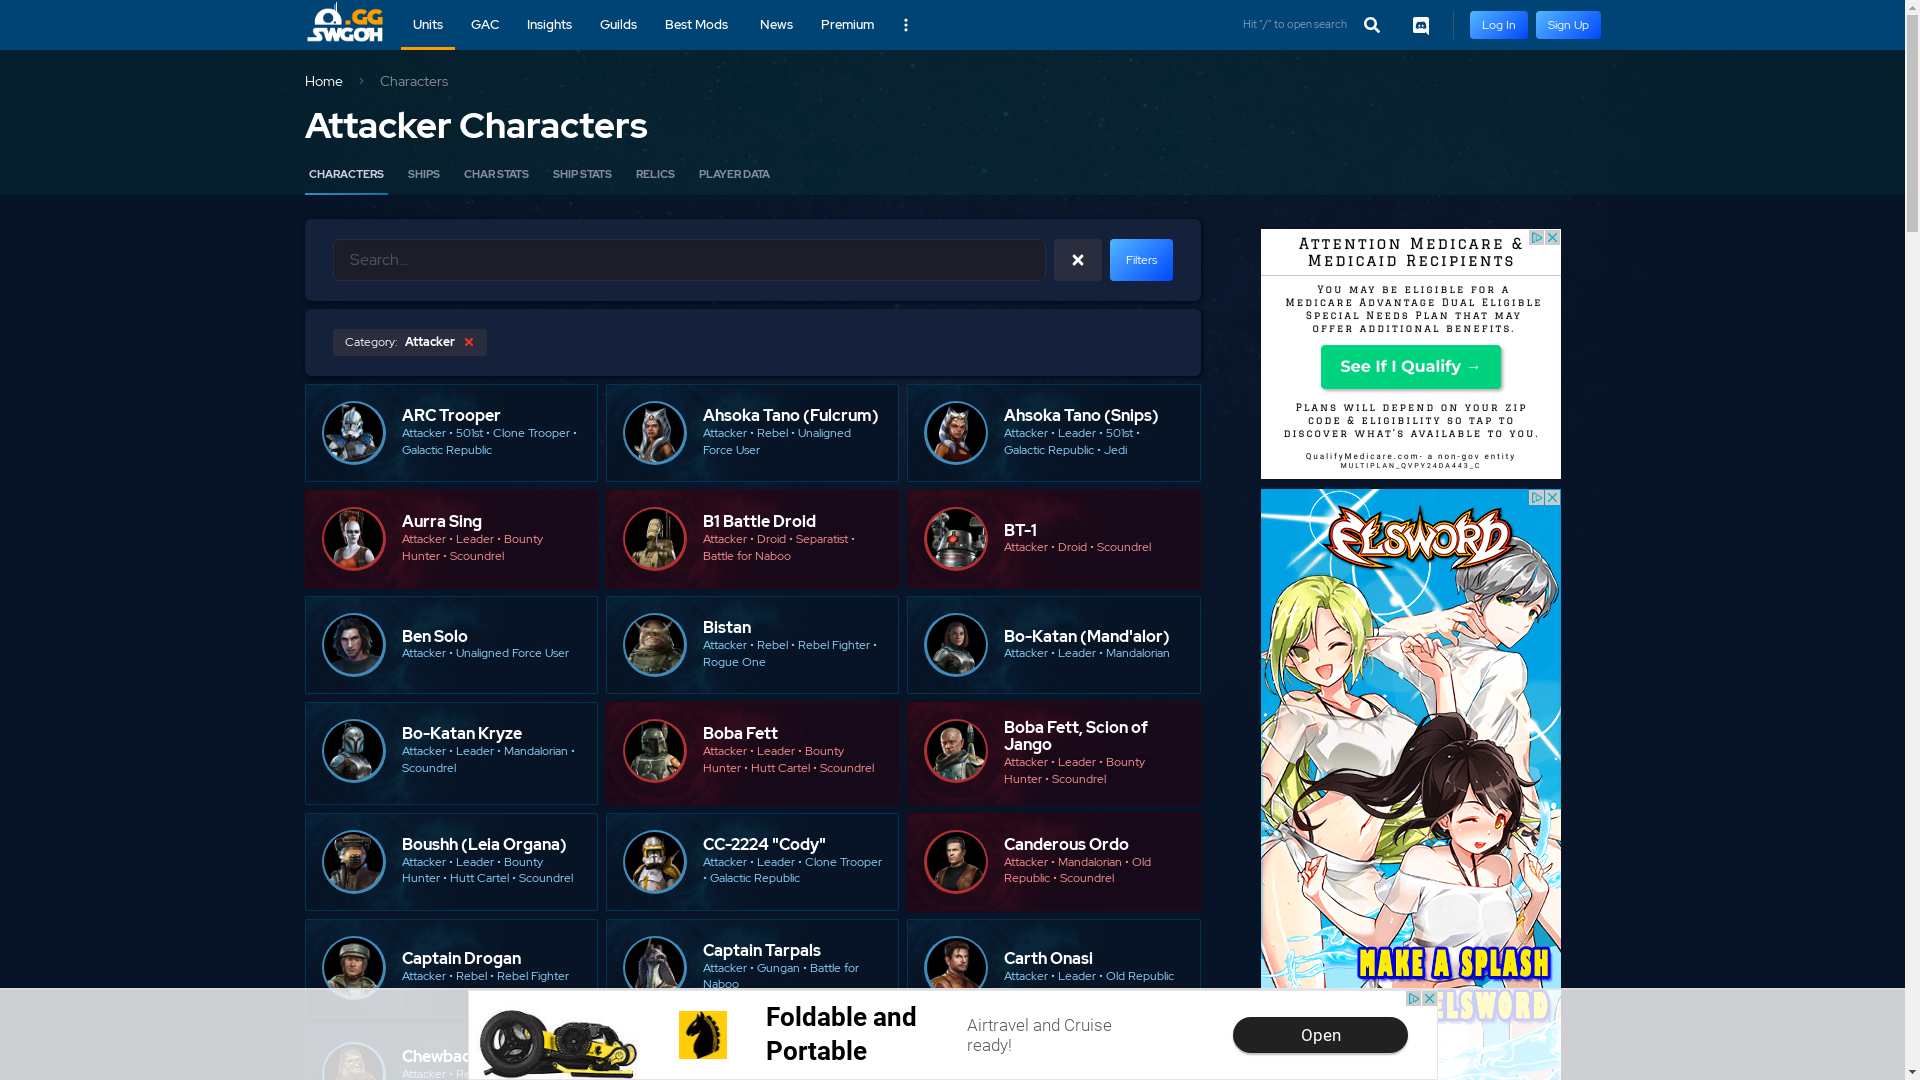 .GG
SWGOH
Units
GAC
Insights
Guilds
Best Mods
News
Premium
Hit "/" to open search
Log In
Sign Up
Home
Characters
Attacker Characters
CHARACTERS
SHIPS
CHAR STATS
SHIP STATS
RELICS
PLAYER DATA
Search...
Filters
Category: Attacker
ARC Trooper
Attacker • 501st • Clone Trooper •
Galactic Republic
Ahsoka Tano (Fulcrum)
Attacker • Rebel • Unaligned
Force User
Ahsoka Tano (Snips)
Attacker • Leader • 501st •
Galactic Republic • Jedi
Aurra Sing
Attacker • Leader • Bounty
Hunter • Scoundrel
B1 Battle Droid
Attacker • Droid • Separatist •
Battle for Naboo
BT-1
Attacker • Droid • Scoundrel
Ben Solo
Attacker • Unaligned Force User
Bistan
Attacker • Rebel • Rebel Fighter •
Rogue One
Bo-Katan (Mand'alor)
Attacker • Leader • Mandalorian
Bo-Katan Kryze
Attacker • Leader • Mandalorian •
Scoundrel
Boba Fett
Attacker • Leader • Bounty
Hunter • Hutt Cartel • Scoundrel
Boba Fett, Scion of
Jango
Attacker • Leader • Bounty
Hunter • Scoundrel
Boushh (Leia Organa)
Attacker • Leader • Bounty
Hunter • Hutt Cartel • Scoundrel
CC-2224 "Cody"
Attacker • Leader • Clone Trooper
• Galactic Republic
Canderous Ordo
Attacker • Mandalorian • Old
Republic • Scoundrel
Captain Drogan
Attacker • Rebel • Rebel Fighter
Captain Tarpals
Attacker • Gungan • Battle for
Naboo
Carth Onasi
Attacker • Leader • Old Republic
Chewbac
Attacker • Re
ATTENTION MEDICARE &
MEDICAID RECIPIENTS
YOU MAY BE ELIGIBLE FOR A
MEDICARE ADVANTAGE DUAL ELIGIBLE
SPECIAL NEEDS PLAN THAT MAY
OFFER ADDITIONAL BENEFITS.
See If I Qualify →
PLANS WILL DEPEND ON YOUR ZIP
CODE & ELIGIBILITY SO TAP TO
DISCOVER WHAT'S AVAILABLE TO YOU.
QualifyMedicare.com- a non-gov entity
MULTIPLAN_QVPY24DA443_C
ELSWORD
MAKE A SPLASH
ELSWORD
Foldable and
Portable
Airtravel and Cruise
ready!
Open